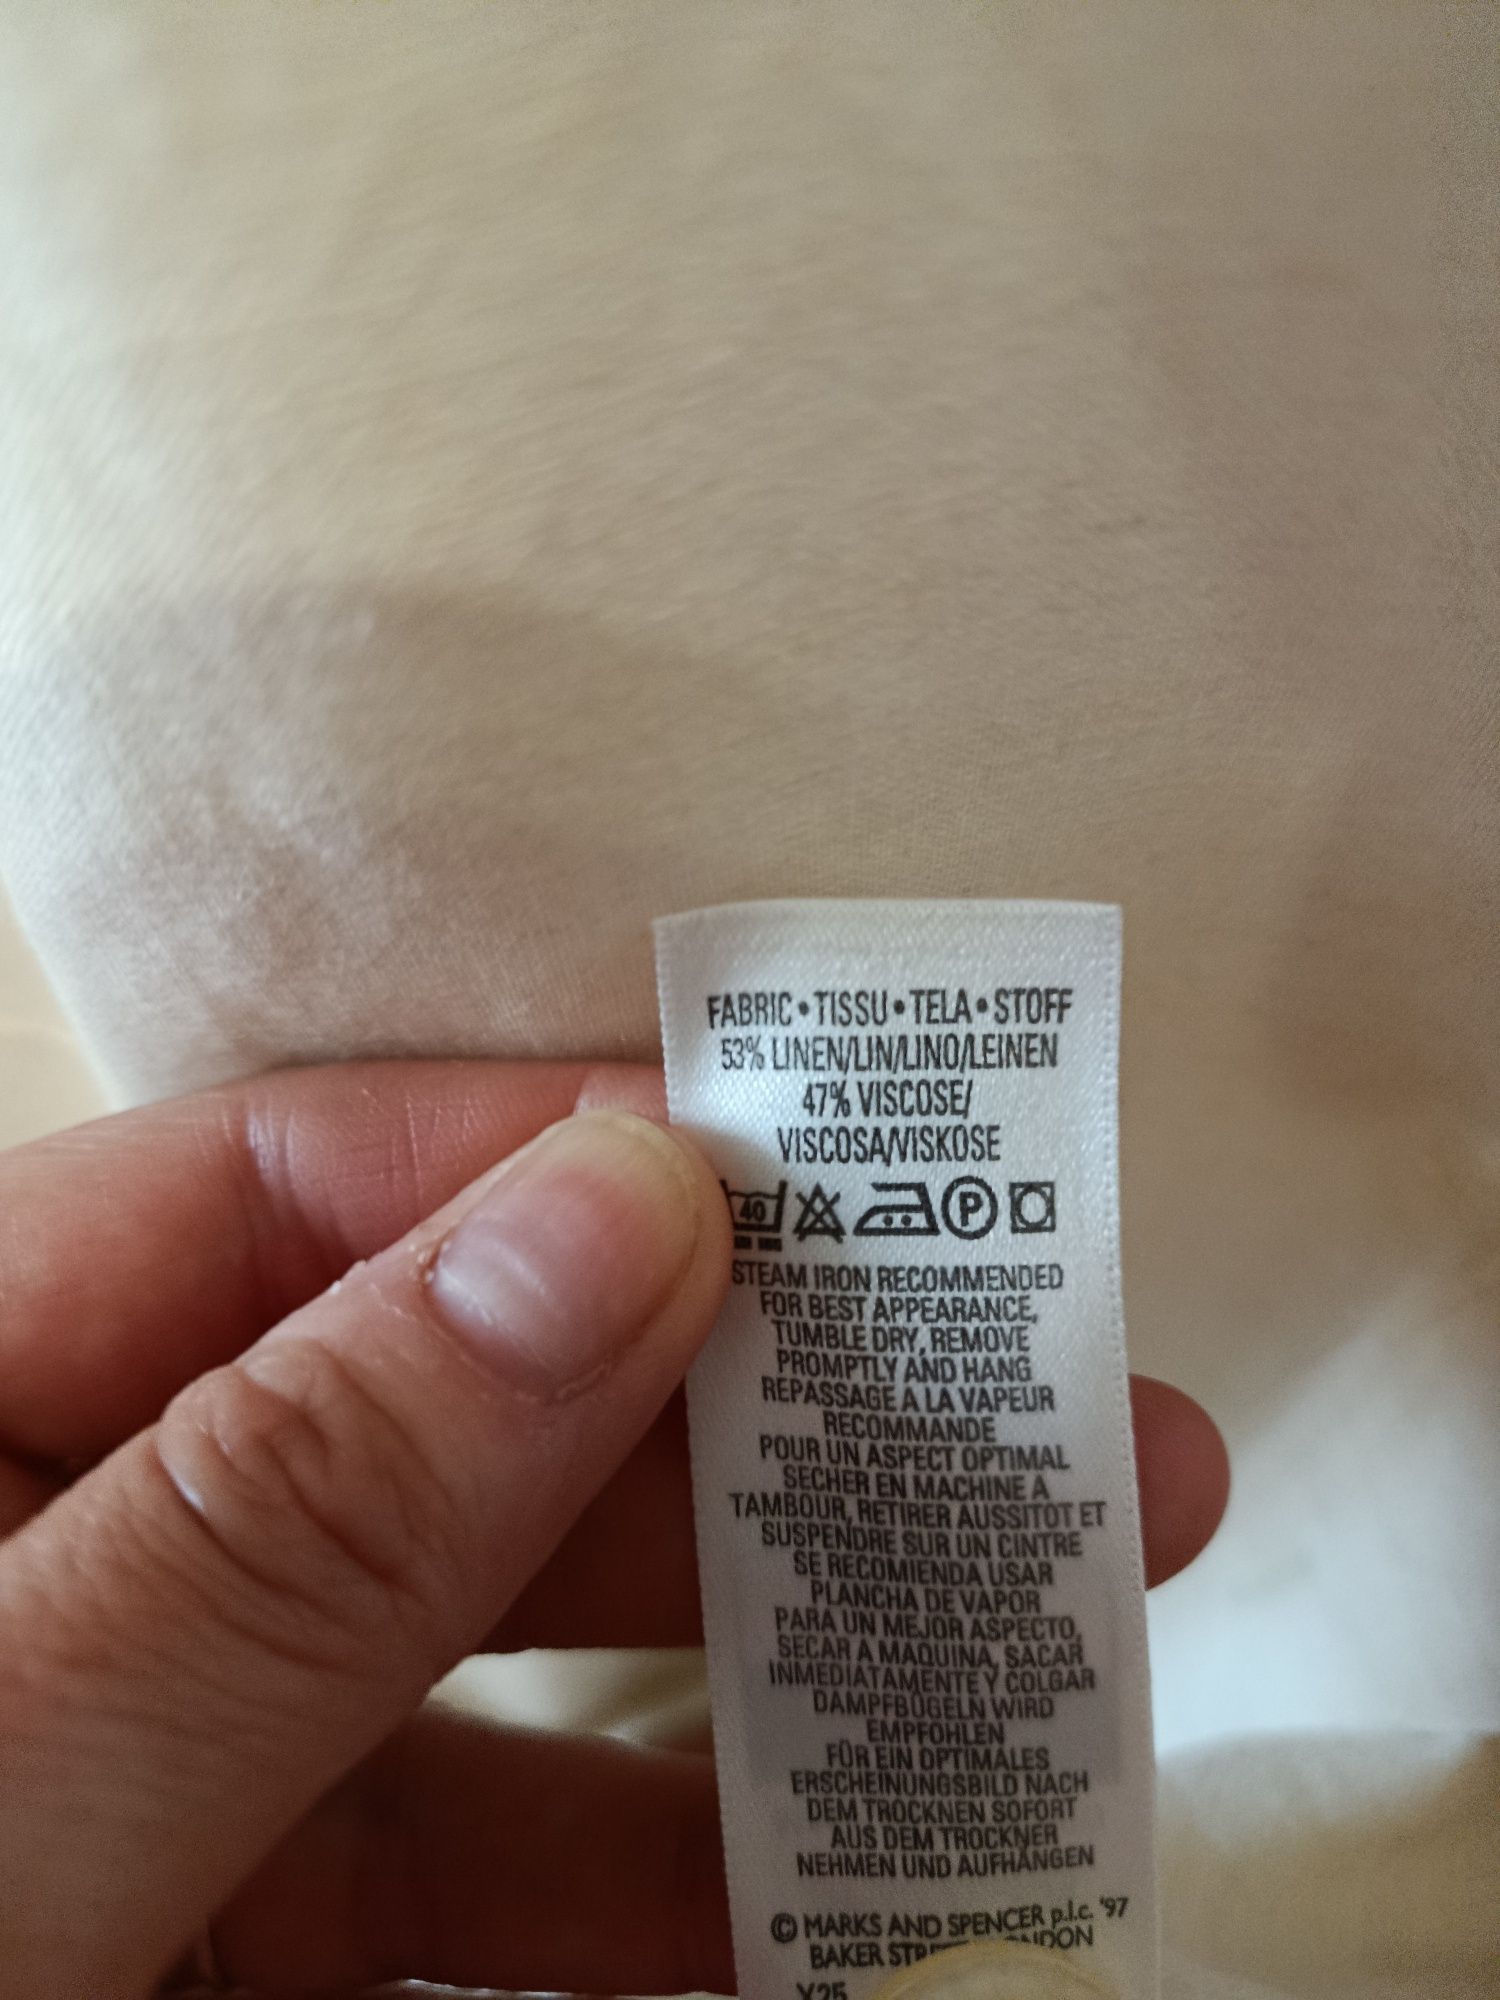 FABRIC • TISSU • TELA • STOFF
53% LINEN/LIN/LINO/LEINEN
47% VISCOSE/
VISCOSA/VISKOSE
40 P
STEAM IRON RECOMMENDED
FOR BEST APPEARANCE,
TUMBLE DRY, REMOVE
PROMPTLY AND HANG
REPASSAGE A LA VAPEUR
RECOMMANDE
POUR UN ASPECT OPTIMAL
SECHER EN MACHINE A
TAMBOUR, RETIRER AUSSITOT ET
SUSPENDRE SUR UN CINTRE
SE RECOMIENDA USAR
PLANCHA DE VAPOR
PARA UN MEJOR ASPECTO,
SECAR A MAQUINA, SACAR
INMEDIATAMENTE Y COLGAR
DAMPFBÜGELN WIRD
EMPFOHLEN
FÜR EIN OPTIMALES
ERSCHEINUNGSBILD NACH
DEM TROCKNEN SOFORT
AUS DEM TROCKNER
NEHMEN UND AUFHÄNGEN
© MARKS AND SPENCER p.l.c. '97
BAKER